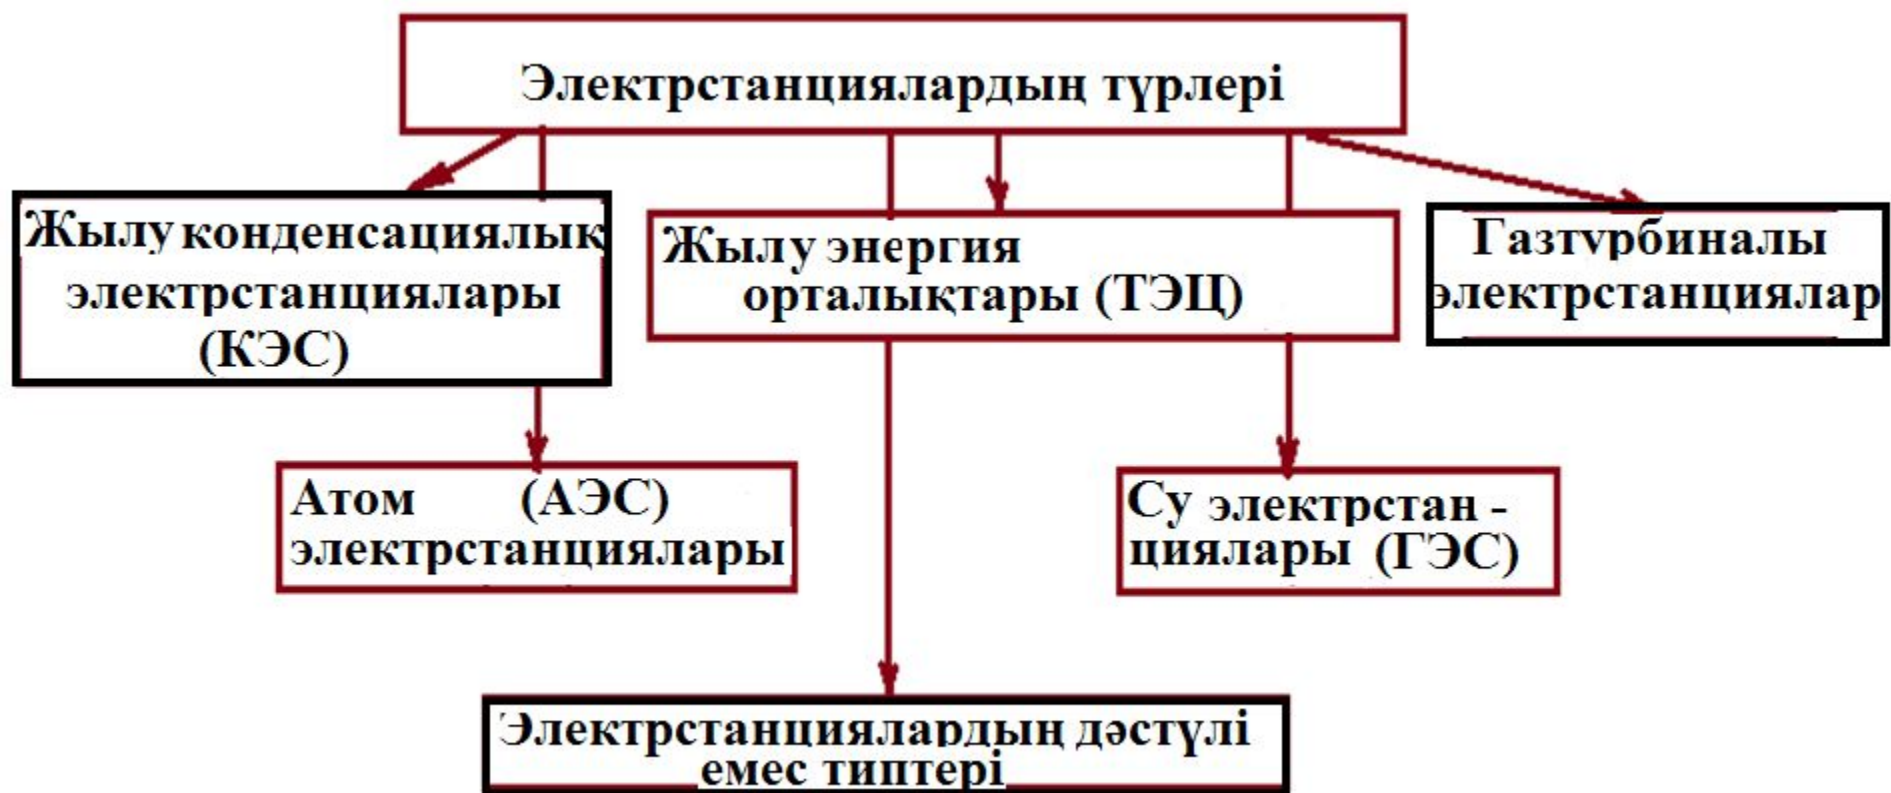 Электрстанциялардың түрлері
Жылу конденсациялық
электрстанциялары
(КЭС)
Жылу энергия
орталықтары (ТЭЦ)
Газтурбиналы
электрстанциялар
Атом (АЭС)
электрстанциялары
Су электрстан -
циялары (ГЭС)
Электрстанциялардың дәстүлі
емес типтері